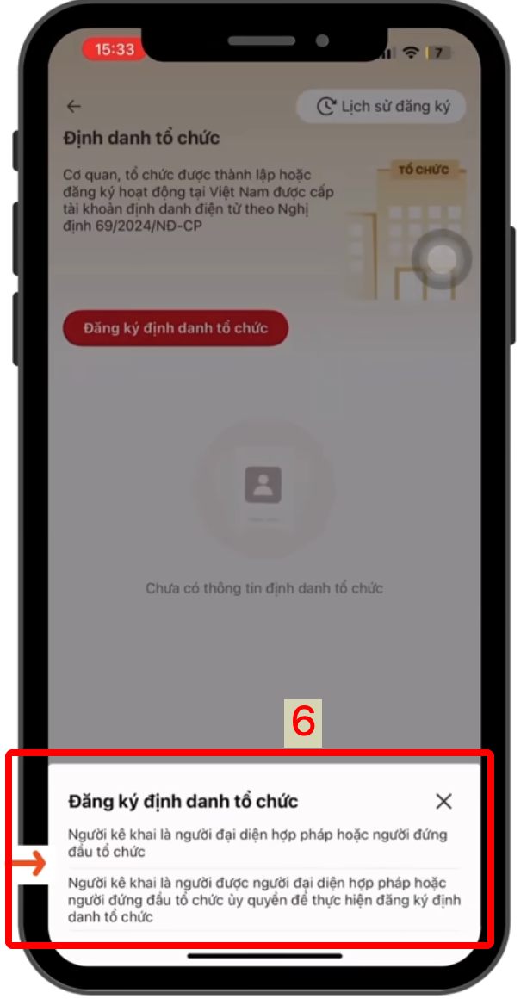 15:33
7
Lịch sử đăng ký
Định danh tổ chức
Cơ quan, tổ chức được thành lập hoặc
đăng ký hoạt động tại Việt Nam được cấp
tài khoản định danh điện tử theo Nghị
định 69/2024/NĐ-CP
TỔ CHỨC
Đăng ký định danh tổ chức
Chưa có thông tin định danh tổ chức
6
Đăng ký định danh tổ chức
Người kê khai là người đại diện hợp pháp hoặc người đứng
đầu tổ chức
Người kê khai là người được người đại diện hợp pháp hoặc
người đứng đầu tổ chức ủy quyền để thực hiện đăng ký định
danh tổ chức